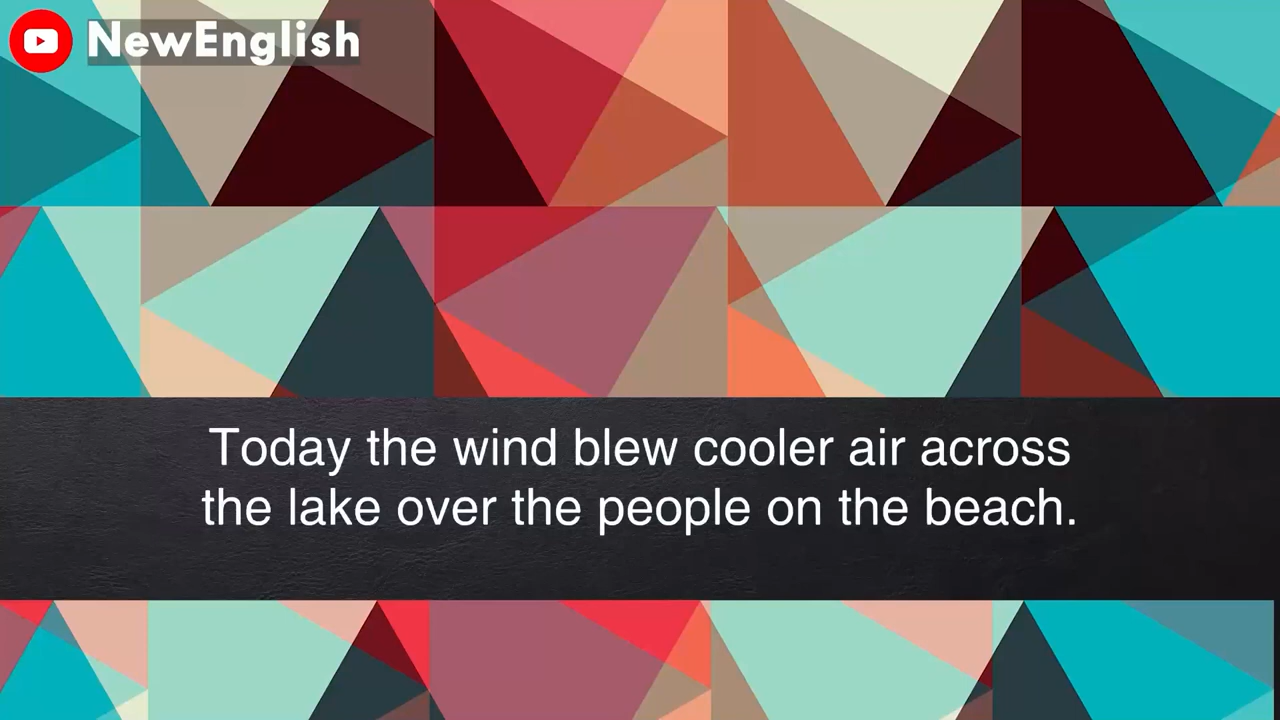 NewEnglish
Today the wind blew cooler air across
the lake over the people on the beach.